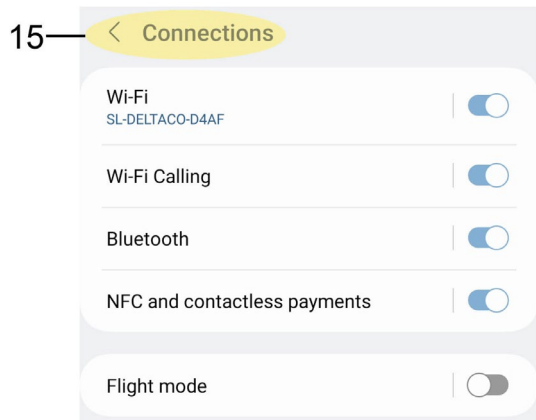 15
Connections
Wi-Fi
SL-DELTACO-D4AF
Wi-Fi Calling
Bluetooth
NFC and contactless payments
Flight mode